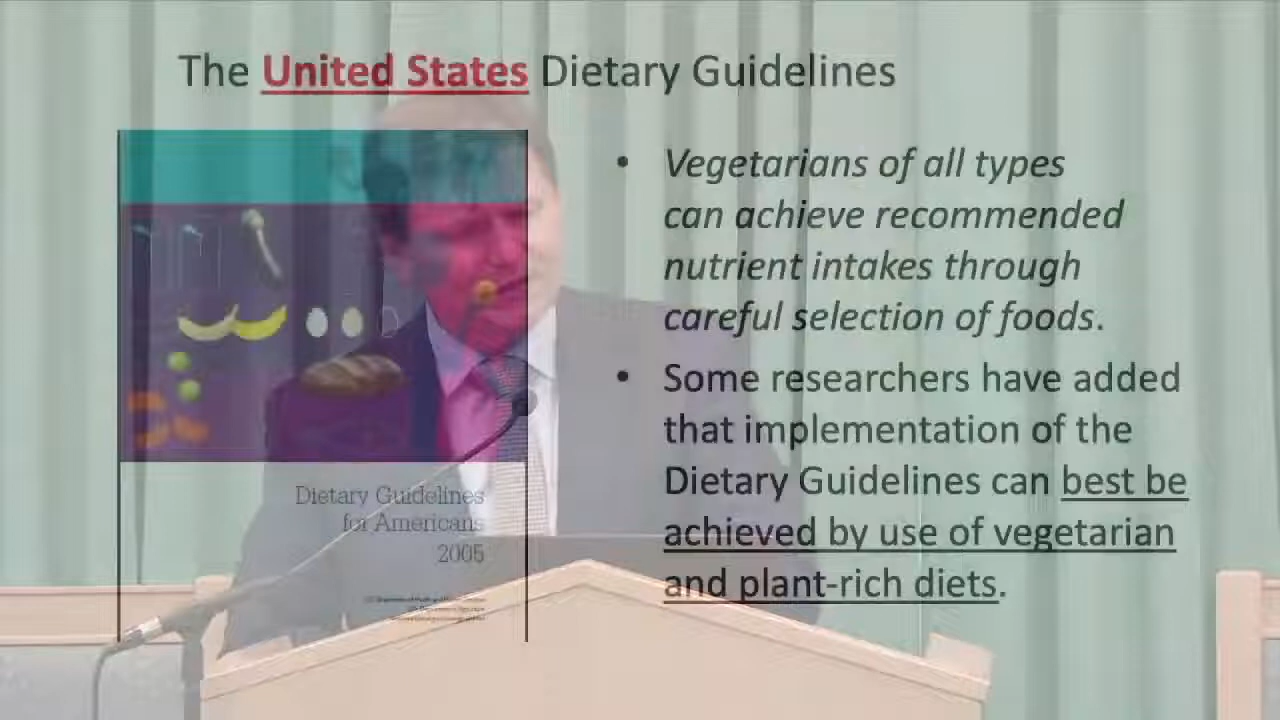 The United States Dietary Guidelines
• Vegetarians of all types
can achieve recommended
nutrient intakes through
careful selection of foods.
• Some researchers have added
that implementation of the
Dietary Guidelines can best be
achieved by use of vegetarian
and plant-rich diets.
Dietary Guidelines
for Americans
2005